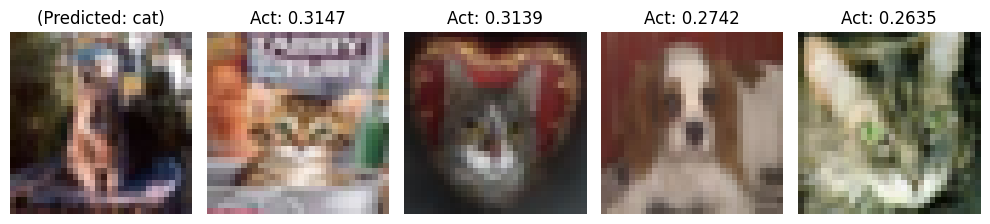 (Predicted: cat)
Act: 0.3147
Act: 0.3139
Act: 0.2742
Act: 0.2635